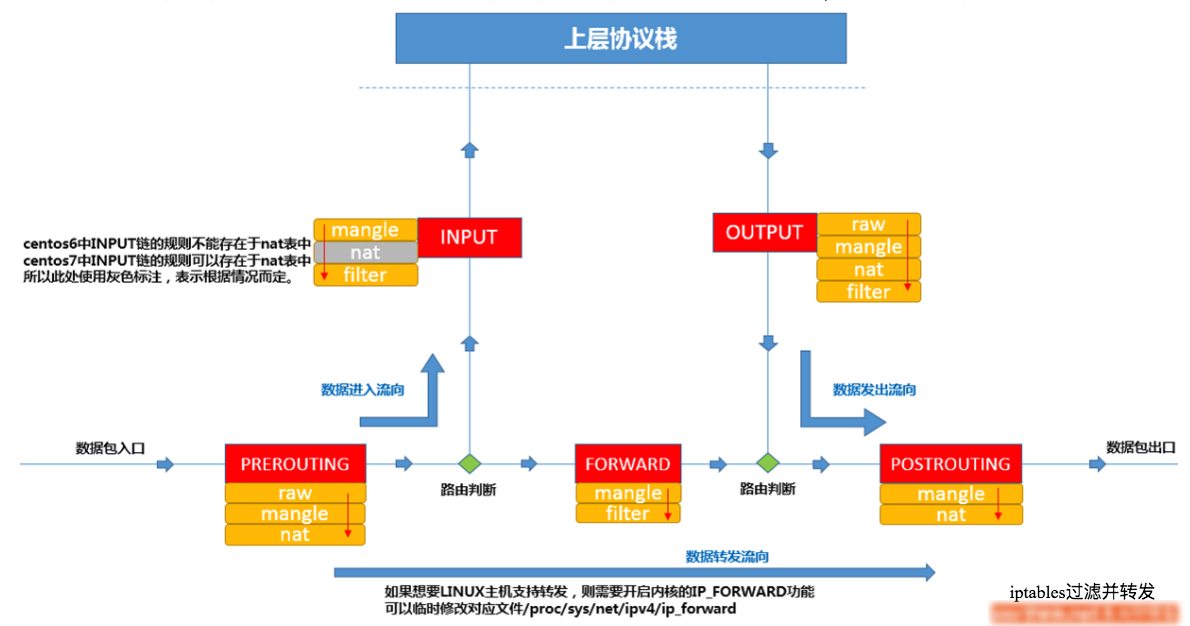 上层协议栈
mangle
nat
filter
INPUT
centos6中INPUT链的规则不能存在于nat表中
centos7中INPUT链的规则可以存在于nat表中
所以此处使用灰色标注，表示根据情况而定。
OUTPUT
raw
mangle
nat
filter
数据进入流向
数据发出流向
数据包入口
PREROUTING
raw
mangle
nat
路由判断
FORWARD
mangle
filter
路由判断
POSTROUTING
mangle
nat
数据包出口
数据转发流向
如果想要LINUX主机支持转发，则需要开启内核的IP_FORWARD功能
可以临时修改对应文件/proc/sys/net/ipv4/ip_forward
iptables过滤并转发